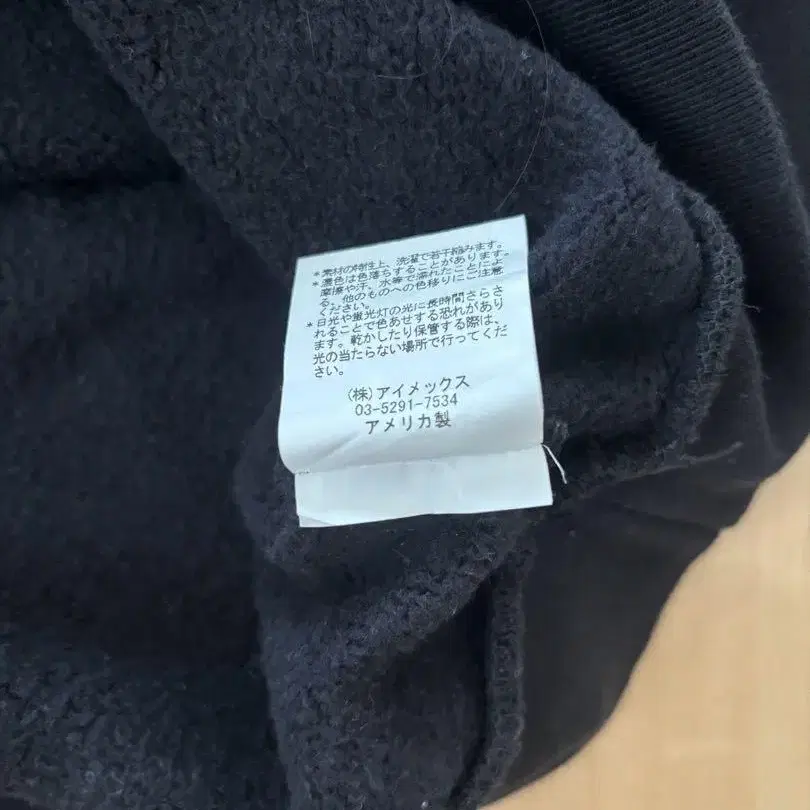 ＊素材の特性上、洗濯で若干縮みます。
＊濃色は色落ちすることがあります。
摩擦や汗、水等で濡れたことによ
る、他のものへの色移りにご注意
ください。
＊日光や蛍光灯の光に長時間さらさ
れることで色あせする恐れがあり
ます。乾かしたり保管する際は、
光の当たらない場所で行ってくだ
さい。
(株)アイメックス
03-5291-7534
アメリカ製